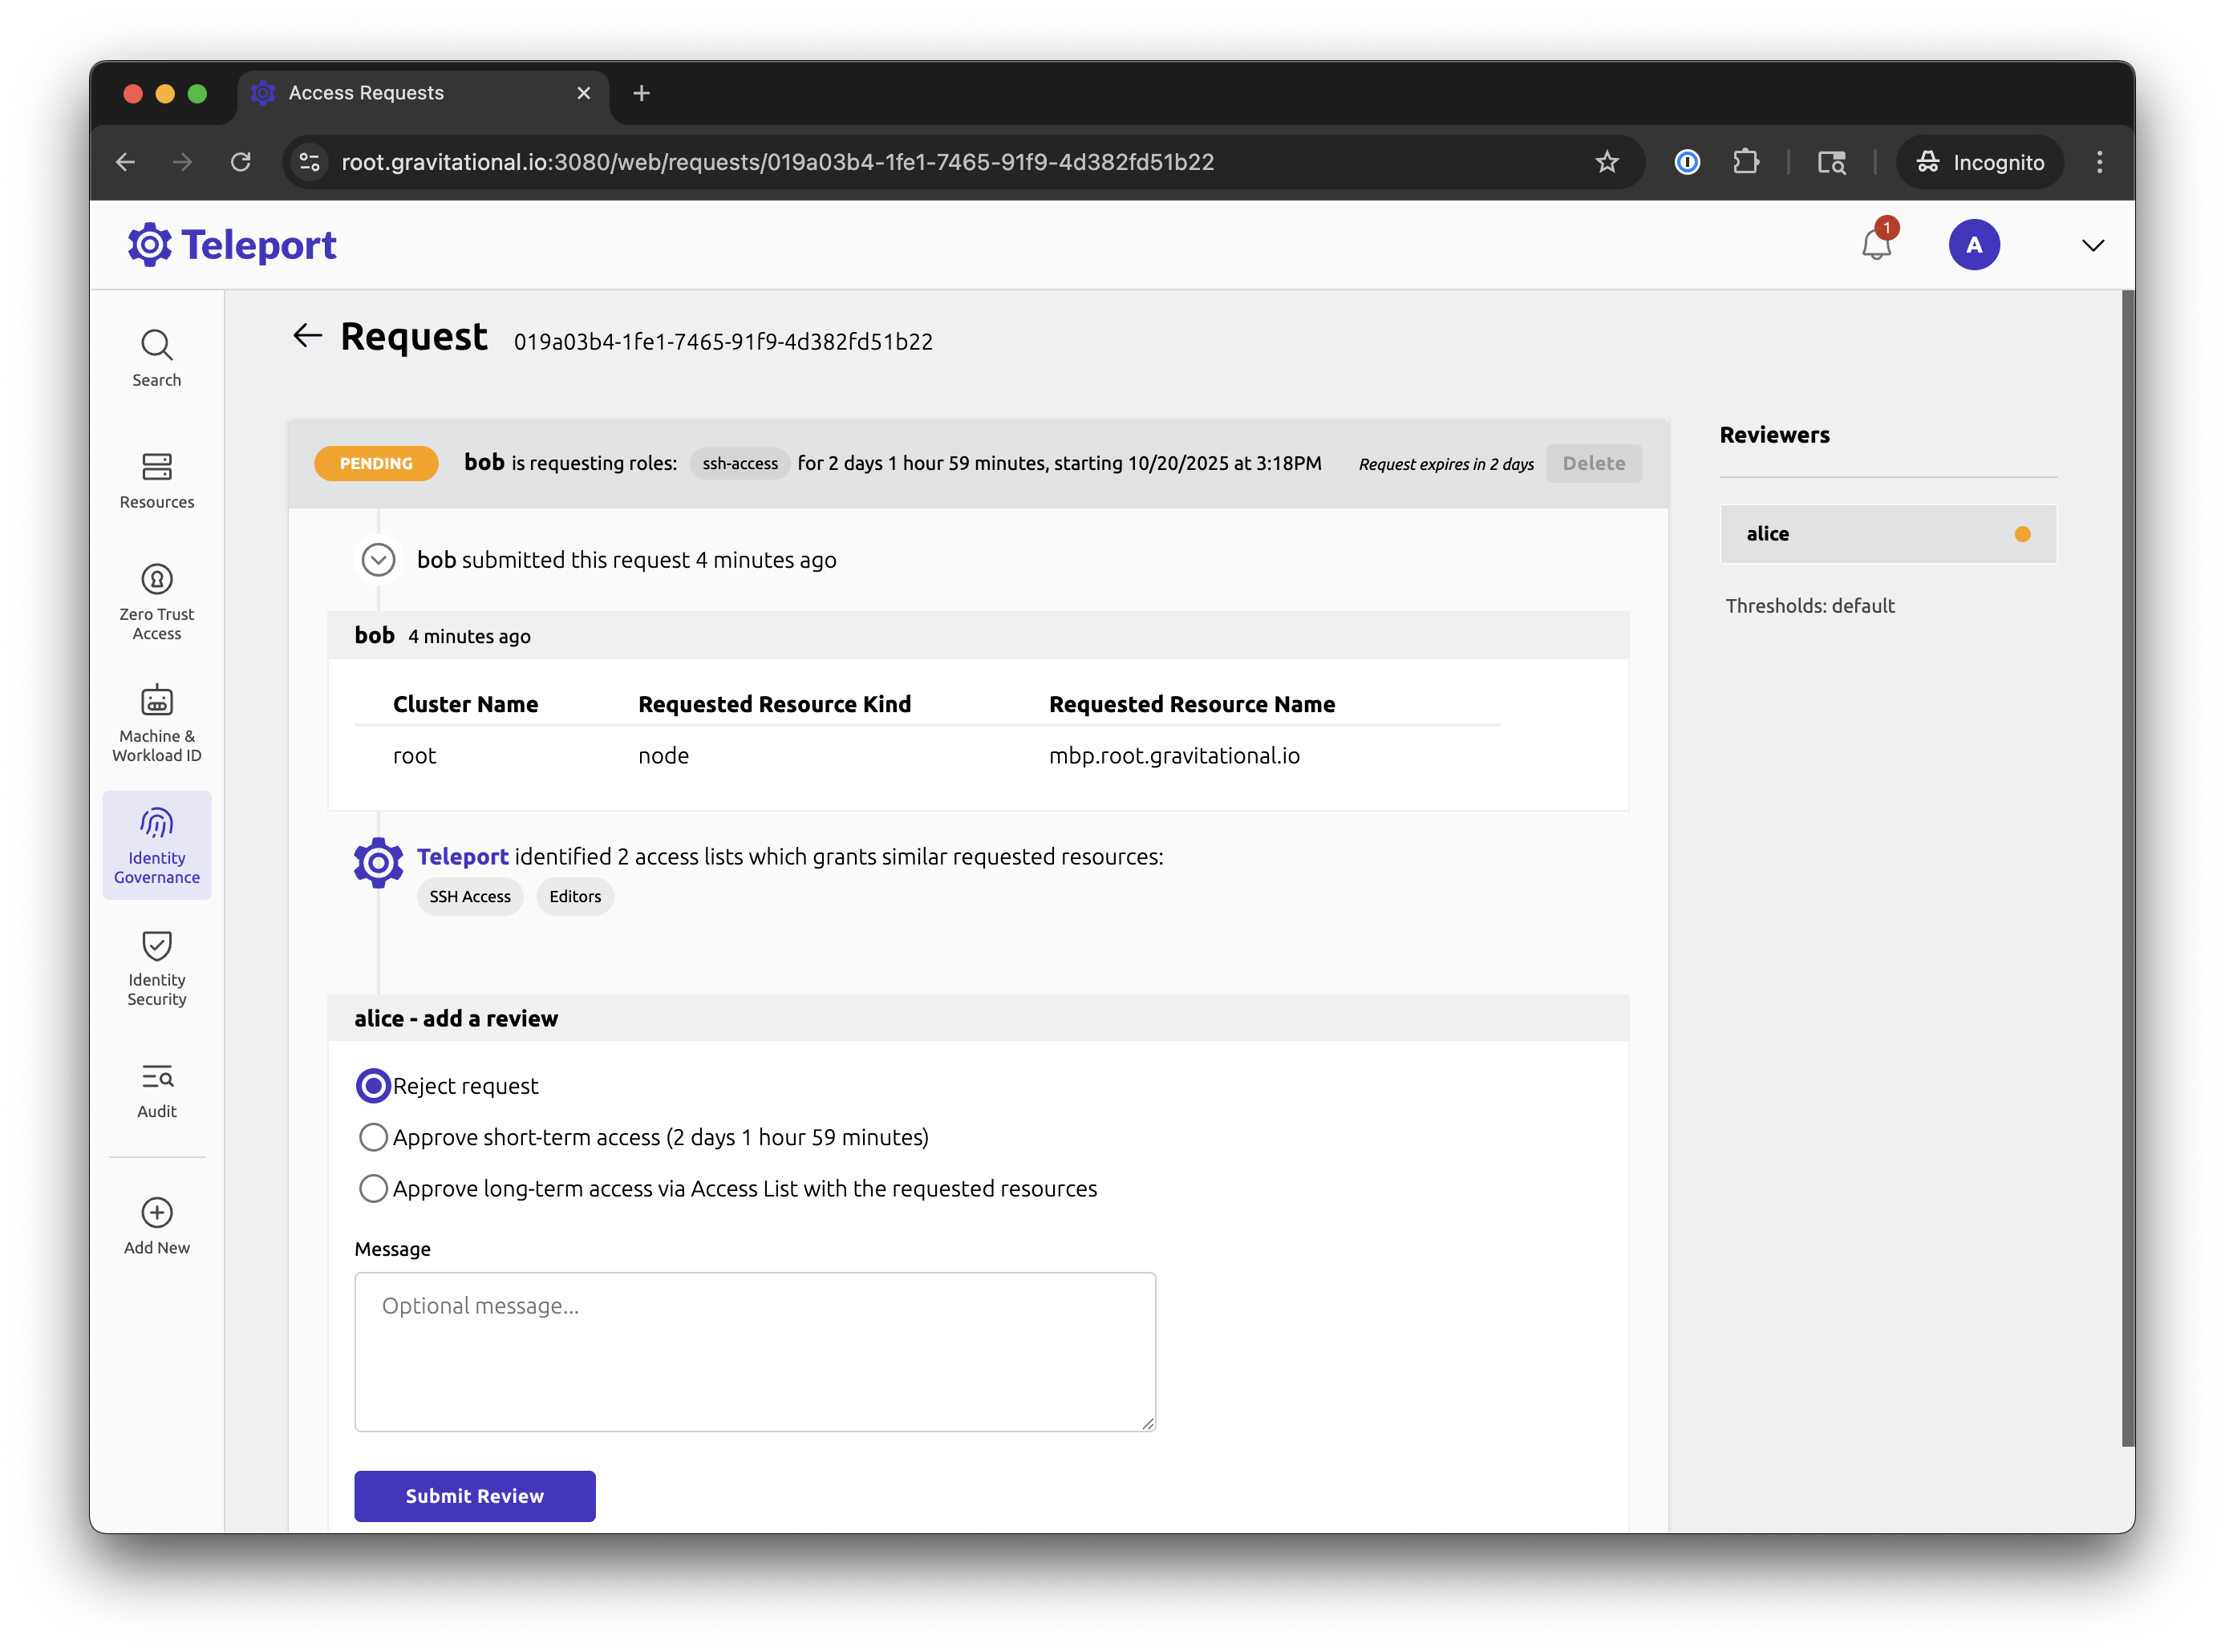 Access Requests
root.gravitational.io:3080/web/requests/019a03b4-1fe1-7465-91f9-4d382fd51b22
Incognito
Teleport
1
A
Search
Resources
Zero Trust
Access
Machine &
Workload ID
Identity
Governance
Identity
Security
Audit
Add New
Request 019a03b4-1fe1-7465-91f9-4d382fd51b22
PENDING bob is requesting roles: ssh-access for 2 days 1 hour 59 minutes, starting 10/20/2025 at 3:18PM Request expires in 2 days Delete
bob submitted this request 4 minutes ago
bob 4 minutes ago
Cluster Name Requested Resource Kind Requested Resource Name
root node mbp.root.gravitational.io
Teleport identified 2 access lists which grants similar requested resources:
SSH Access Editors
alice - add a review
Reject request
Approve short-term access (2 days 1 hour 59 minutes)
Approve long-term access via Access List with the requested resources
Message
Optional message...
Submit Review
Reviewers
alice
Thresholds: default